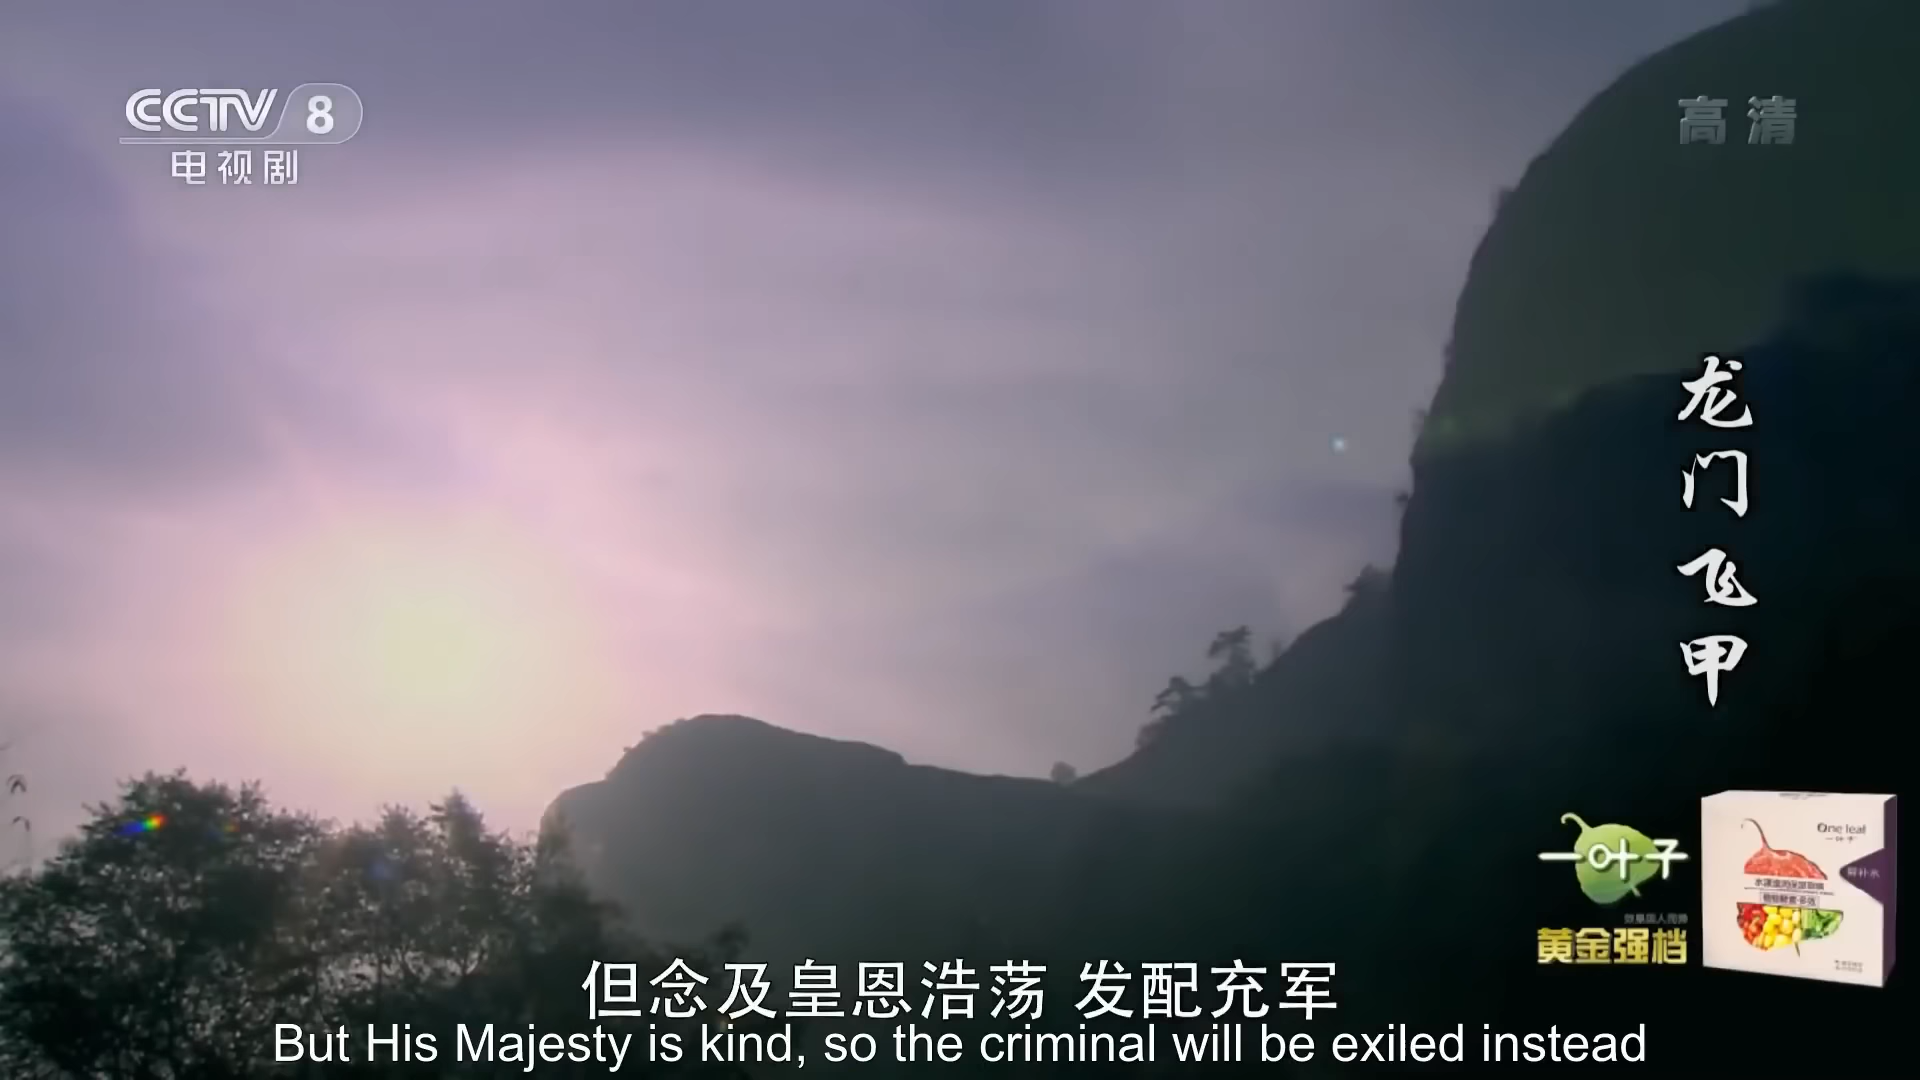 CCTV 8
电视剧
高清
龙门飞甲
一叶子
One leaf
黄金强档
但念及皇恩浩荡 发配充军
But His Majesty is kind, so the criminal will be exiled instead